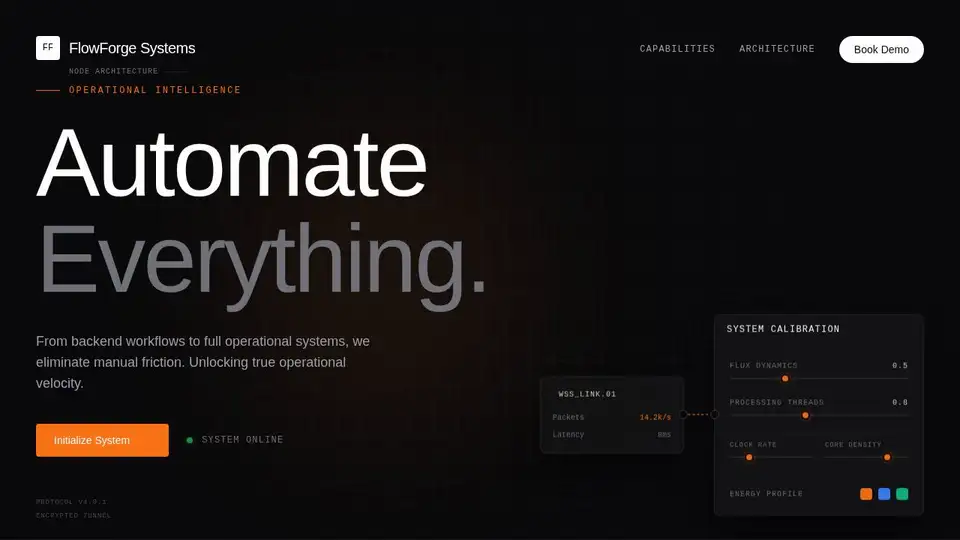 FF FlowForge Systems
CAPABILITIES ARCHITECTURE Book Demo
NODE ARCHITECTURE
OPERATIONAL INTELLIGENCE
Automate
Everything.
From backend workflows to full operational systems, we
eliminate manual friction. Unlocking true operational
velocity.
Initialize System
SYSTEM ONLINE
WSS_LINK.01
Packets 14.2k/s
Latency 8ms
SYSTEM CALIBRATION
FLUX DYNAMICS 0.5
PROCESSING THREADS 0.8
CLOCK RATE CORE DENSITY
ENERGY PROFILE
PROTOCOL
ENCRYPTED TUNNEL